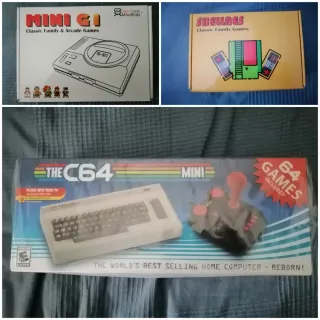 MINI G1
Classic Family & Arcade Games
Classic Family Games
THE C64 MINI
64
GAMES
THE WORLD'S BEST SELLING HOME COMPUTER - REBORN!